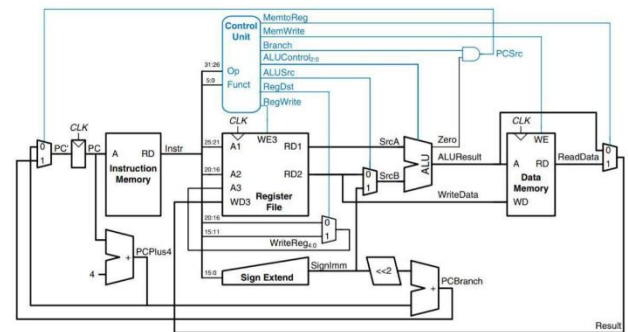 MemtoReg
Control
Unit
MemWrite
Branch
ALUControl2:0
PCSrc
31:26
Op
ALUSrc
5:0
Funct
RegDst
RegWrite
CLK
CLK
CLK
0
1
PC'
PC
A
RD
Instr
Instruction
Memory
25:21
A1
WE3
RD1
SrcA
Zero
WE
0
1
20:16
A2
RD2
0
1
SrcB
ALU
ALUResult
A
RD
ReadData
A3
Register
File
Data
Memory
WD3
WriteData
WD
20:16
0
15:11
1
WriteReg4:0
PCPlus4
+
4
15:0
Sign Extend
SignImm
<<2
+
PCBranch
Result